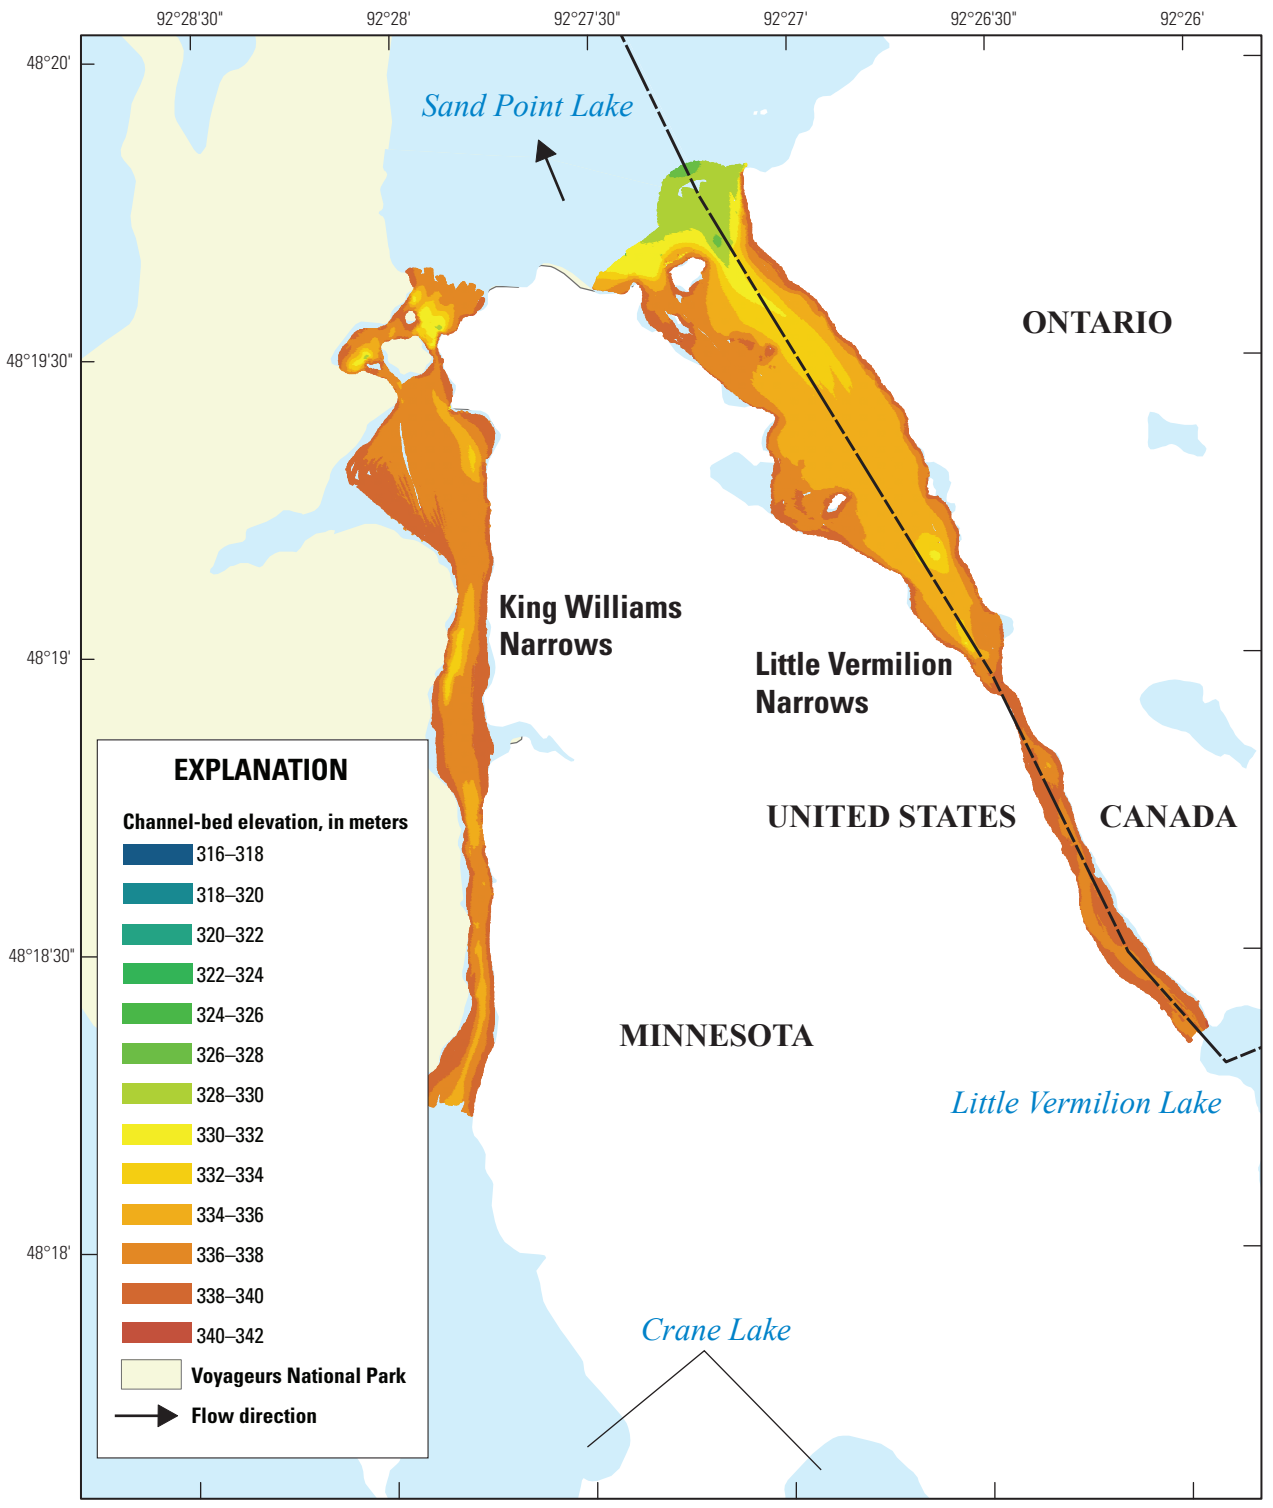 92°28'30" 92°28' 92°27'30" 92°27' 92°26'30" 92°26'
48°20'
Sand Point Lake
ONTARIO
48°19'30"
King Williams
Narrows
48°19'
Little Vermilion
Narrows
UNITED STATES CANADA
48°18'30"
MINNESOTA
Little Vermilion Lake
48°18'
Crane Lake
EXPLANATION
Channel-bed elevation, in meters
316–318
318–320
320–322
322–324
324–326
326–328
328–330
330–332
332–334
334–336
336–338
338–340
340–342
Voyageurs National Park
Flow direction